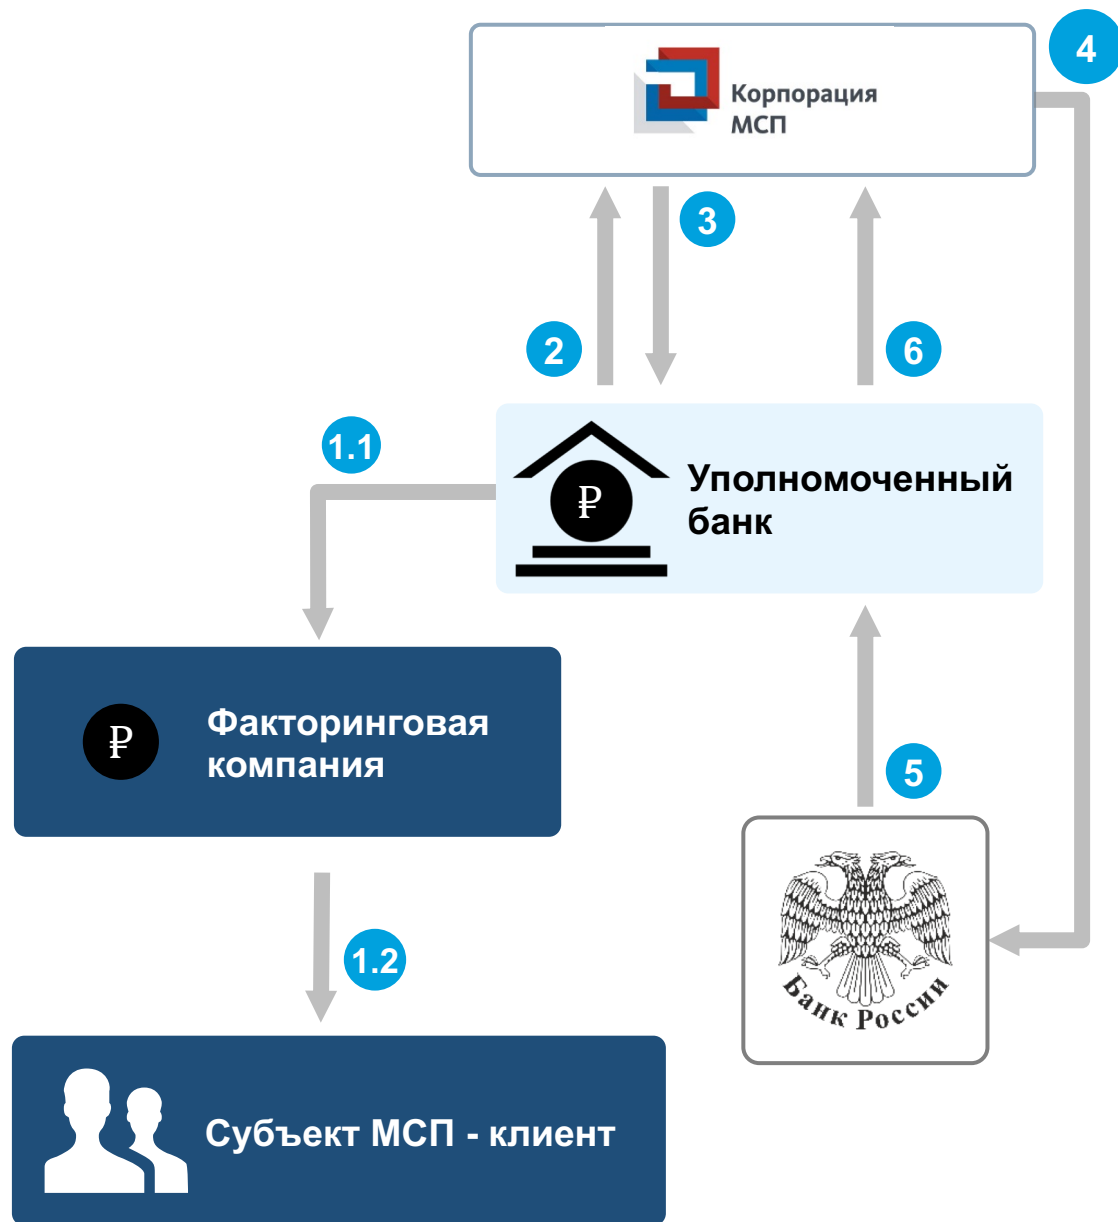 4
Корпорация
МСП
3
2
6
1.1
₽
Уполномоченный
банк
₽
Факторинговая
компания
5
1.2
Банк России
Субъект МСП - клиент